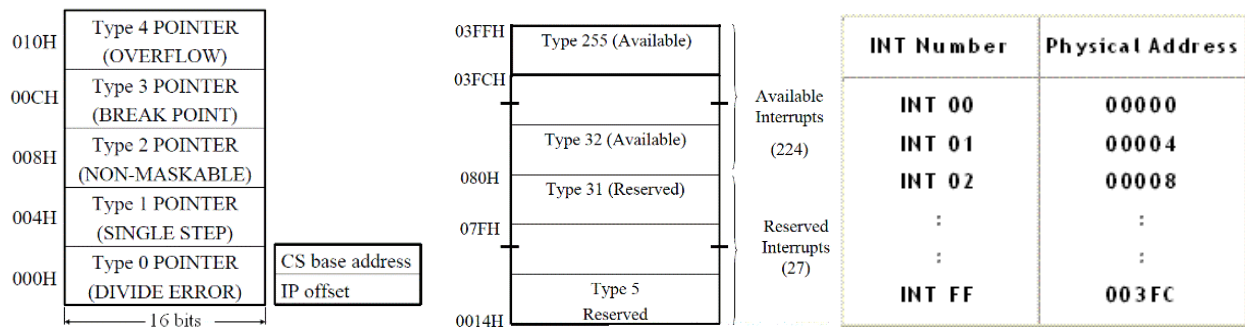 010H
Type 4 POINTER
(OVERFLOW)
00CH
Type 3 POINTER
(BREAK POINT)
008H
Type 2 POINTER
(NON-MASKABLE)
004H
Type 1 POINTER
(SINGLE STEP)
000H
Type 0 POINTER
(DIVIDE ERROR)
CS base address
IP offset
16 bits
03FFH
Type 255 (Available)
03FCH
Available
Interrupts
(224)
Type 32 (Available)
080H
Type 31 (Reserved)
07FH
Reserved
Interrupts
(27)
Type 5
Reserved
0014H
INT Number Physical Address
INT 00 00000
INT 01 00004
INT 02 00008
: :
: :
INT FF 003FC